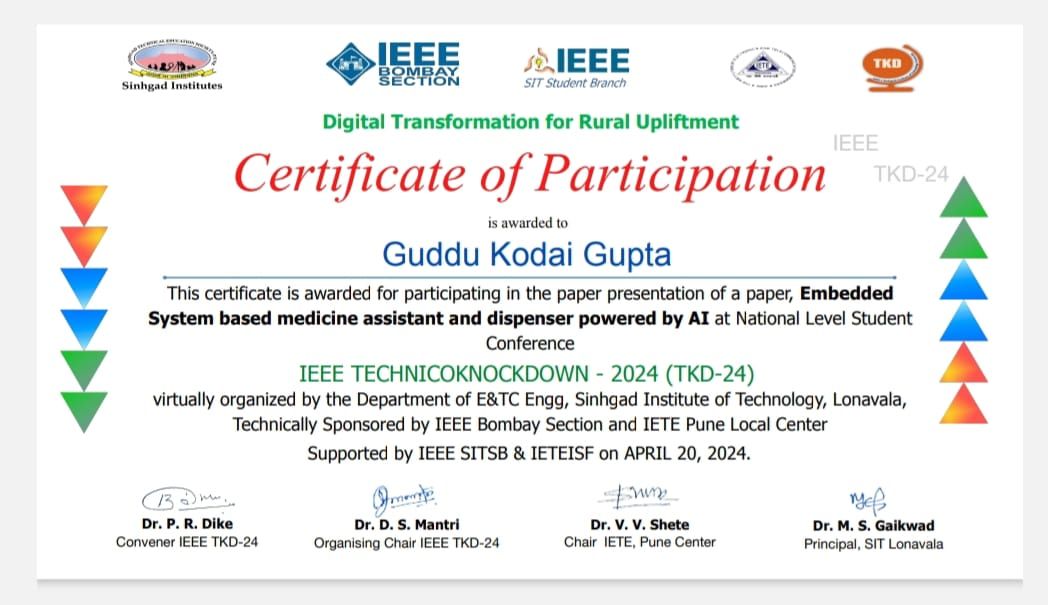 Sinhgad Institutes
IEEE
BOMBAY
SECTION
IEEE
SIT Student Branch
IETE
TKD
Digital Transformation for Rural Upliftment
IEEE
TKD-24
Certificate of Participation
is awarded to
Guddu Kodai Gupta
This certificate is awarded for participating in the paper presentation of a paper, Embedded
System based medicine assistant and dispenser powered by AI at National Level Student
Conference
IEEE TECHNICOKNOCKDOWN - 2024 (TKD-24)
virtually organized by the Department of E&TC Engg, Sinhgad Institute of Technology, Lonavala,
Technically Sponsored by IEEE Bombay Section and IETE Pune Local Center
Supported by IEEE SITSB & IETEISF on APRIL 20, 2024.
Dr. P. R. Dike
Convener IEEE TKD-24
Dr. D. S. Mantri
Organising Chair IEEE TKD-24
Dr. V. V. Shete
Chair IETE, Pune Center
Dr. M. S. Gaikwad
Principal, SIT Lonavala